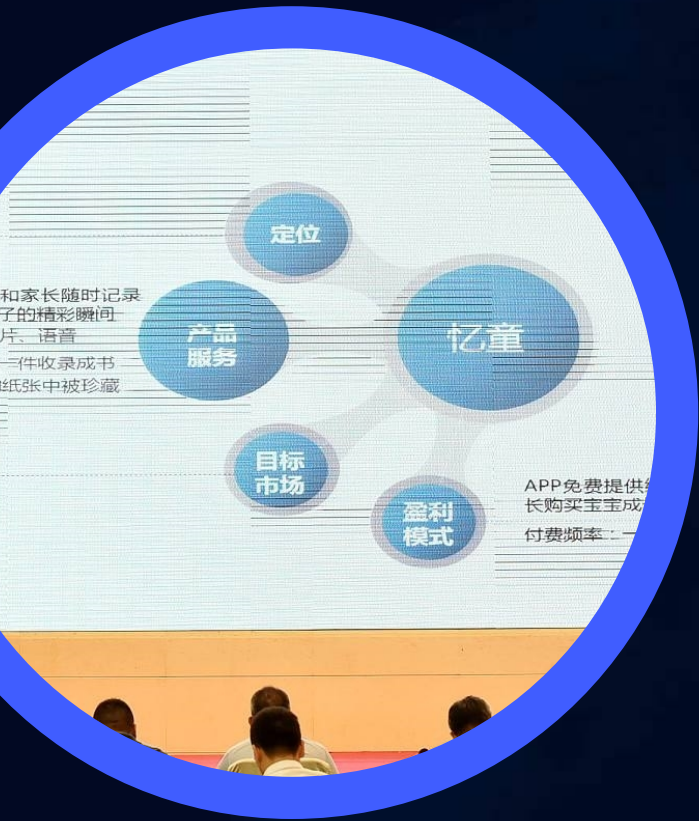 定位
和家长随时记录
子的精彩瞬间
片、语音
产品
服务
忆童
件收录成书
纸张中被珍藏
目标
市场
盈利
模式
APP免费提供
长购买宝宝成
付费频率：一